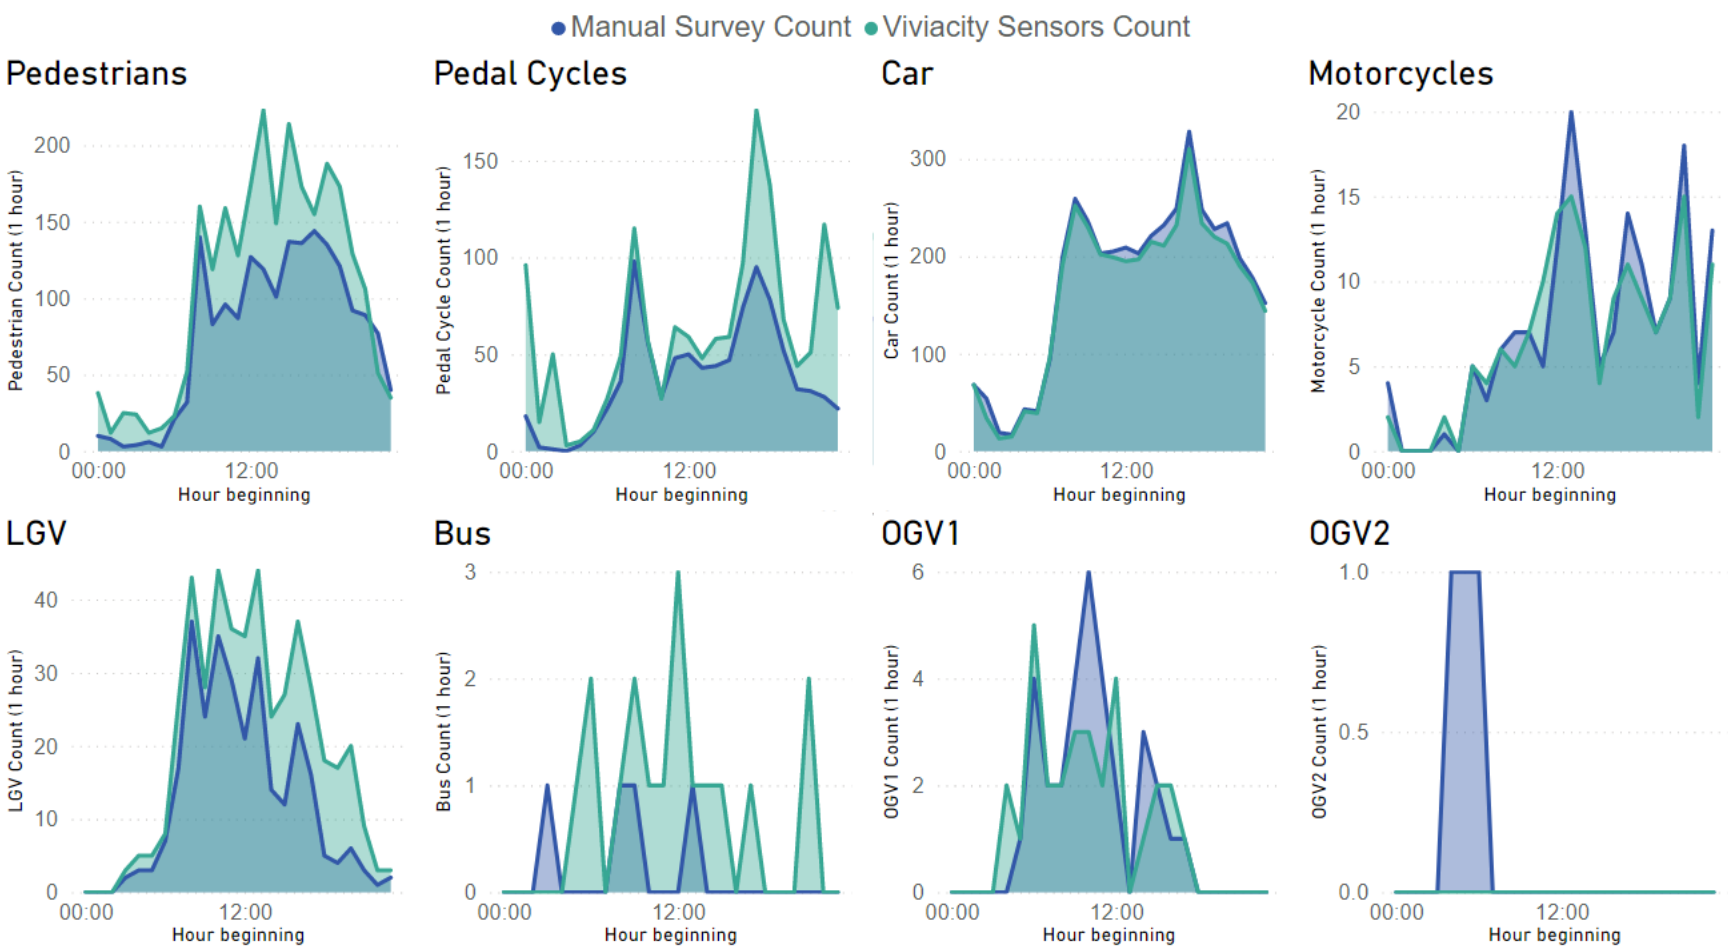 Manual Survey Count Viviacity Sensors Count
Pedestrians
Pedestrian Count (1 hour)
200
150
100
50
0
00:00 12:00
Hour beginning
Pedal Cycles
Pedal Cycle Count (1 hour)
150
100
50
0
00:00 12:00
Hour beginning
Car
Car Count (1 hour)
300
200
100
0
00:00 12:00
Hour beginning
Motorcycles
Motorcycle Count (1 hour)
20
15
10
5
0
00:00 12:00
Hour beginning
LGV
LGV Count (1 hour)
40
30
20
10
0
00:00 12:00
Hour beginning
Bus
Bus Count (1 hour)
3
2
1
0
00:00 12:00
Hour beginning
OGV1
OGV1 Count (1 hour)
6
4
2
0
00:00 12:00
Hour beginning
OGV2
OGV2 Count (1 hour)
1.0
0.5
0.0
00:00 12:00
Hour beginning